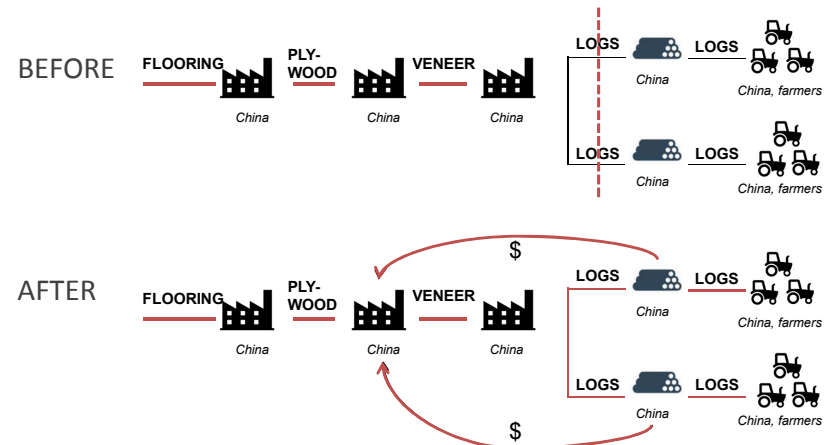 BEFORE
FLOORING
PLY-
WOOD
VENEER
LOGS
LOGS
China
China
China
China
China, farmers
LOGS
LOGS
China
China, farmers
$
AFTER
FLOORING
PLY-
WOOD
VENEER
LOGS
LOGS
China
China
China
China
China, farmers
LOGS
LOGS
China
China, farmers
$